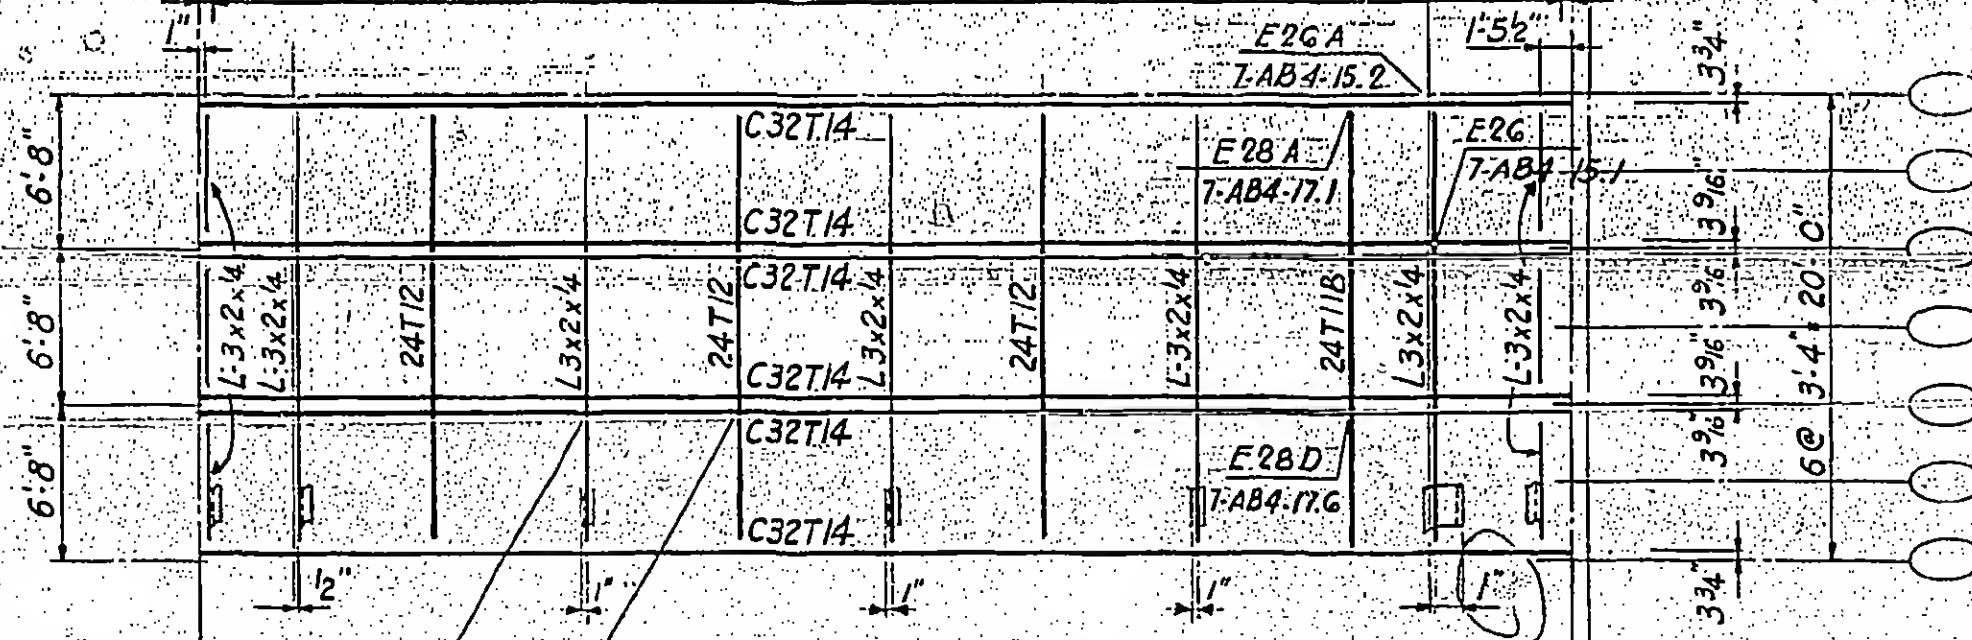 1"
E26A
7-AB4-15.2
1'-5½"
3¾"
C32T14
E28A
7-AB4-17.1
E26
7-AB4-15.1
6'-8"
C32T14
3 9/16"
C32T14
L-3x2x¼
L-3x2x¼
24T12
L3x2x¼
24T12
L3x2x¼
24T12
L-3x2x¼
24T11B
L3x2x¼
L-3x2x¼
6'-8"
3 9/16"
6@ 3'-4" = 20'-0"
C32T14
3 9/16"
C32T14
E28D
7-AB4-17.6
6'-8"
3 9/16"
C32T14
½"
1"
1"
1"
1"
3¾"